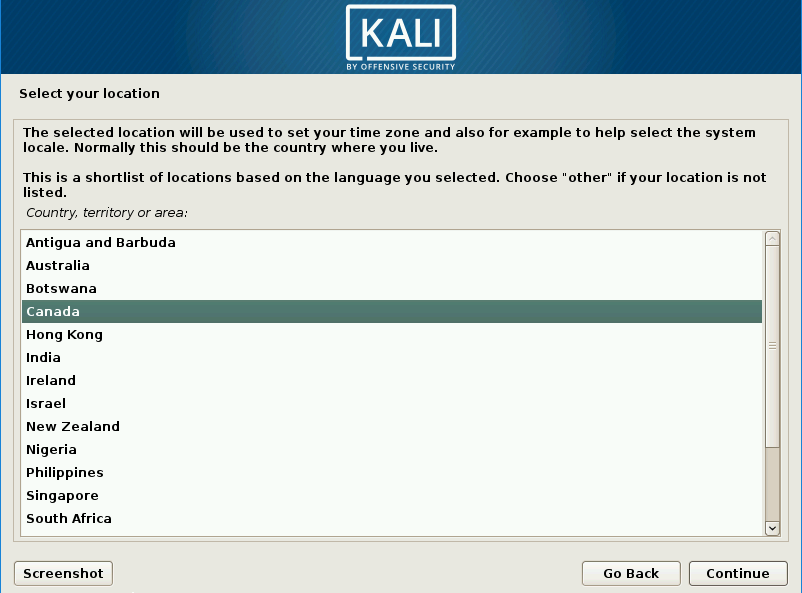 KALI
BY OFFENSIVE SECURITY
Select your location
The selected location will be used to set your time zone and also for example to help select the system
locale. Normally this should be the country where you live.
This is a shortlist of locations based on the language you selected. Choose "other" if your location is not
listed.
Country, territory or area:
Antigua and Barbuda
Australia
Botswana
Canada
Hong Kong
India
Ireland
Israel
New Zealand
Nigeria
Philippines
Singapore
South Africa
Screenshot
Go Back
Continue